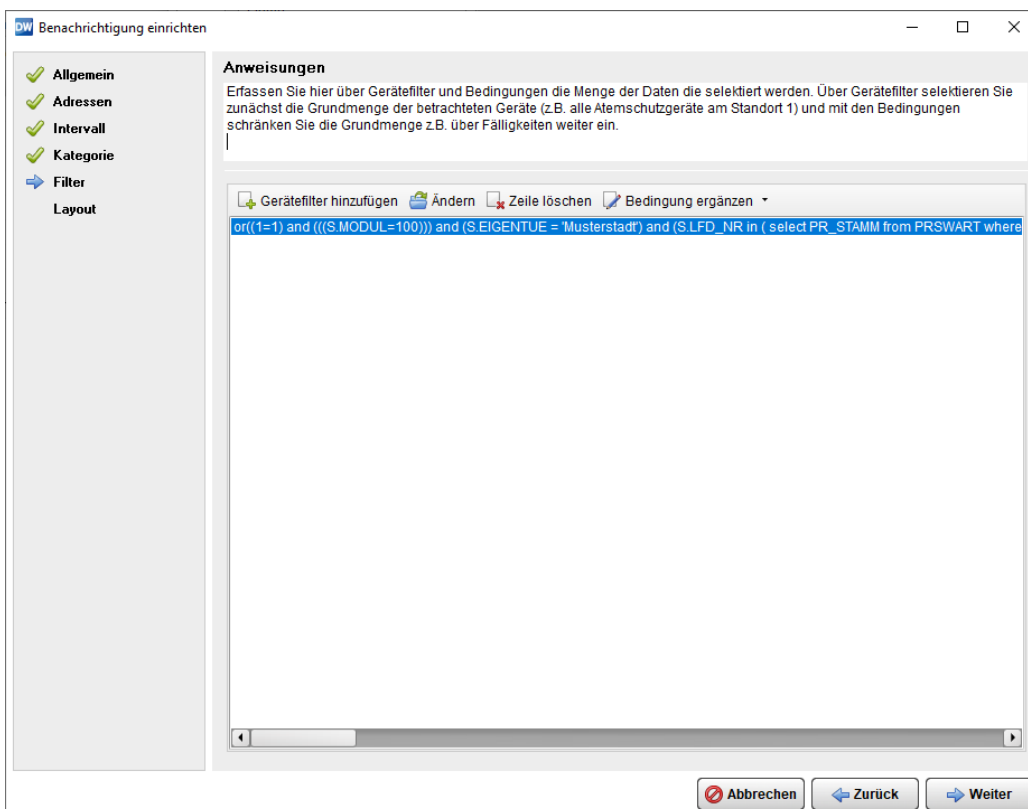 DW Benachrichtigung einrichten
Allgemein
Adressen
Intervall
Kategorie
Filter
Layout
Anweisungen
Erfassen Sie hier über Gerätefilter und Bedingungen die Menge der Daten die selektiert werden. Über Gerätefilter selektieren Sie
zunächst die Grundmenge der betrachteten Geräte (z.B. alle Atemschutzgeräte am Standort 1) und mit den Bedingungen
schränken Sie die Grundmenge z.B. über Fälligkeiten weiter ein.
Gerätefilter hinzufügen Ändern Zeile löschen Bedingung ergänzen
or((1=1) and (((S.MODUL=100))) and (S.EIGENTUE = 'Musterstadt') and (S.LFD_NR in ( select PR_STAMM from PRSWART where
Abbrechen Zurück Weiter